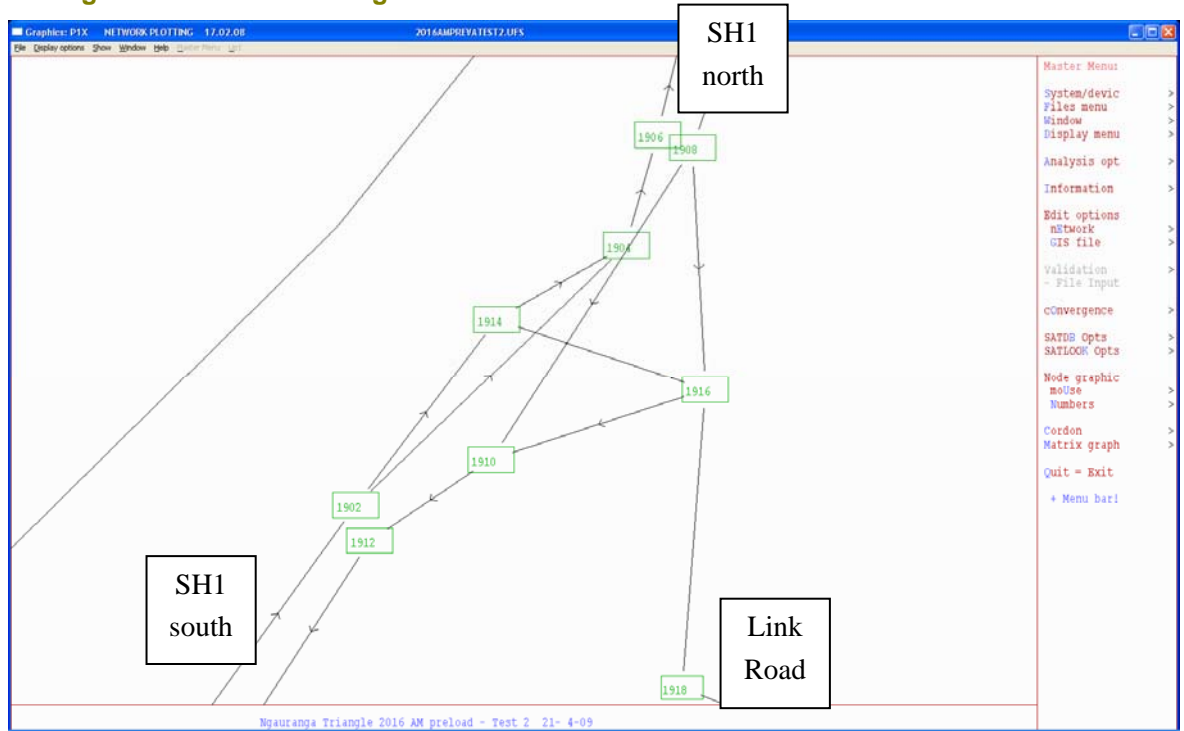 Graphics: P1X NETWORK PLOTTING 17.02.08 2016AMPREVATEST2.UFS
File Display options Show Window Help Master Menu
SH1
north
1906
1908
1904
1914
1916
1910
1902
1912
SH1
south
Link
Road
1918
Ngauranga Triangle 2016 AM preload - Test 2 21- 4-09
Master Menu:
System/devic >
Files menu >
Window >
Display menu >
Analysis opt >
Information >
Edit options
nEtwork >
GIS file >
Validation >
- File Input
cOnvergence >
SATDB Opts >
SATLOOK Opts >
Node graphic
moUse >
Numbers >
Cordon >
Matrix graph >
Quit = Exit
+ Menu bar!